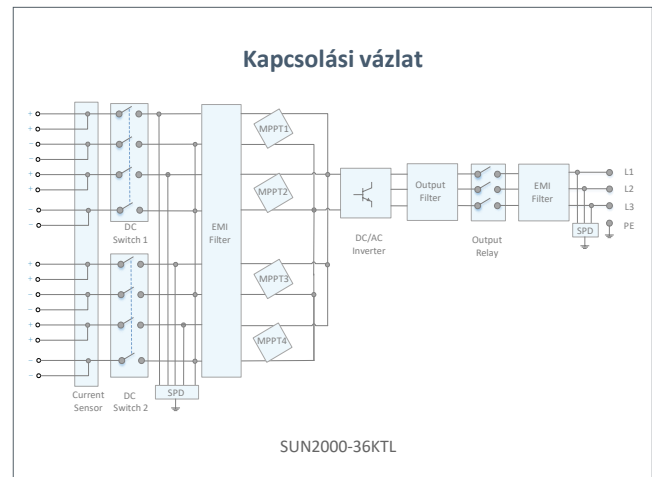 Kapcsolási vázlat
+
+
−
−
+
+
−
−
+
+
−
−
+
+
−
−
Current
Sensor
DC
Switch 1
DC
Switch 2
SPD
EMI
Filter
MPPT1
MPPT2
MPPT3
MPPT4
DC/AC
Inverter
Output
Filter
Output
Relay
EMI
Filter
SPD
L1
L2
L3
PE
SUN2000-36KTL